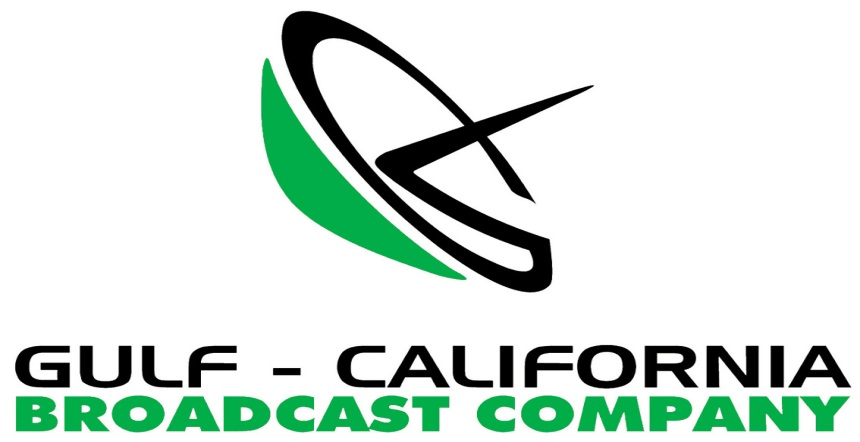 GULF - CALIFORNIA
BROADCAST COMPANY